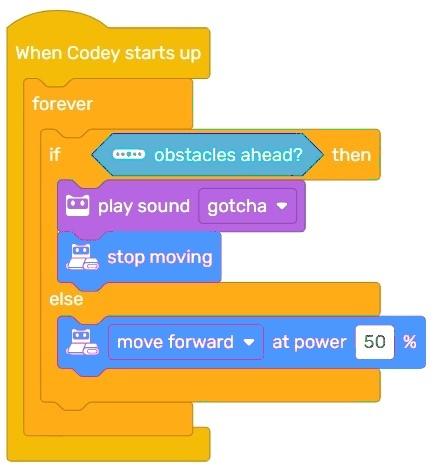 When Codey starts up
forever
if obstacles ahead? then
play sound gotcha
stop moving
else
move forward at power 50 %